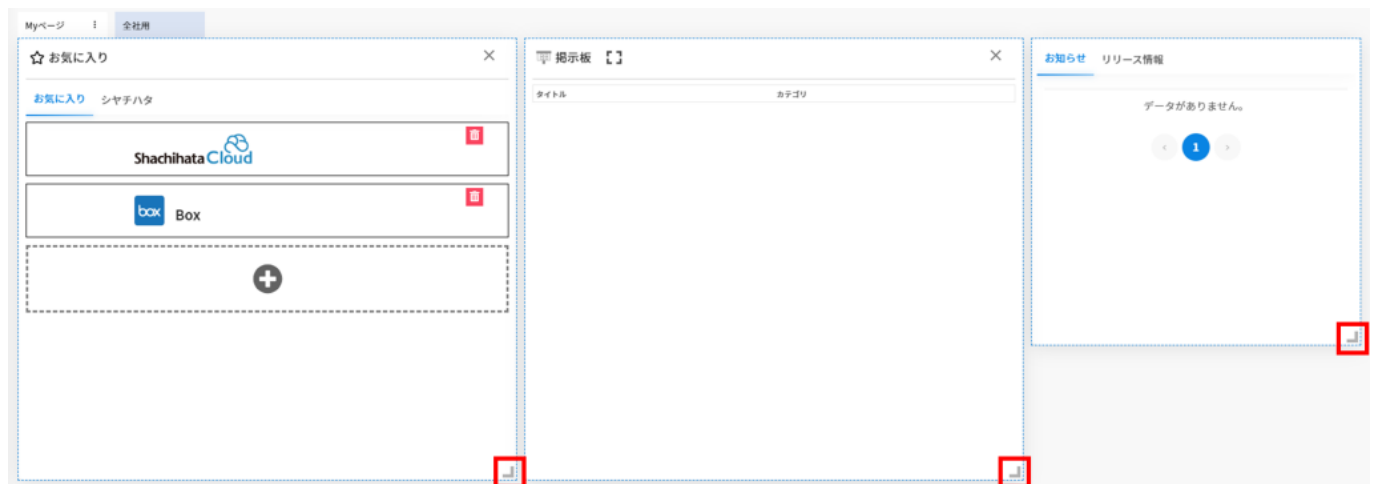 Myページ
全社用
お気に入り
お気に入り シヤチハタ
Shachihata Cloud
box Box
掲示板
タイトル カテゴリ
お知らせ リリース情報
データがありません。
1